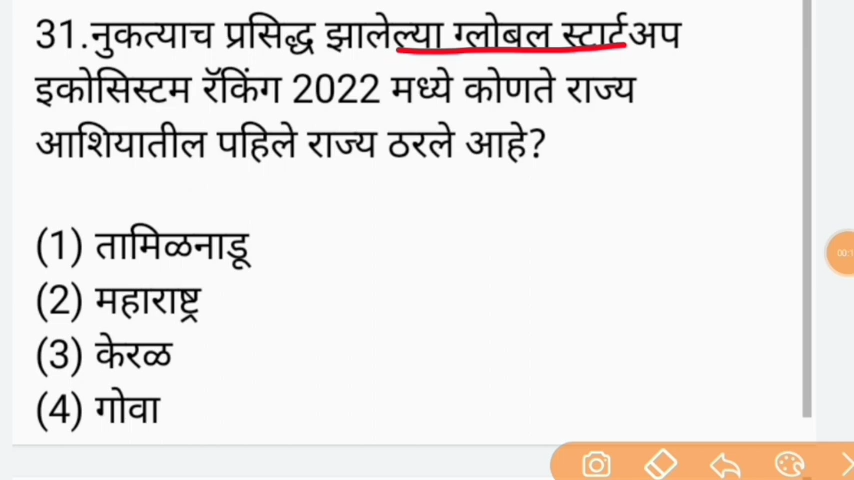 31.नुकत्याच प्रसिद्ध झालेल्या ग्लोबल स्टार्टअप
इकोसिस्टम रॅकिंग 2022 मध्ये कोणते राज्य
आशियातील पहिले राज्य ठरले आहे?
(1) तामिळनाडू
(2) महाराष्ट्र
(3) केरळ
(4) गोवा